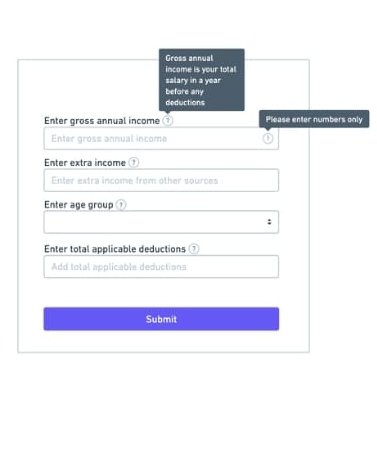 Gross annual
income is your total
salary in a year
before any
deductions
Enter gross annual income ?
Please enter numbers only
Enter gross annual income ?
Enter extra income ?
Enter extra income from other sources
Enter age group ?
Enter total applicable deductions ?
Add total applicable deductions
Submit